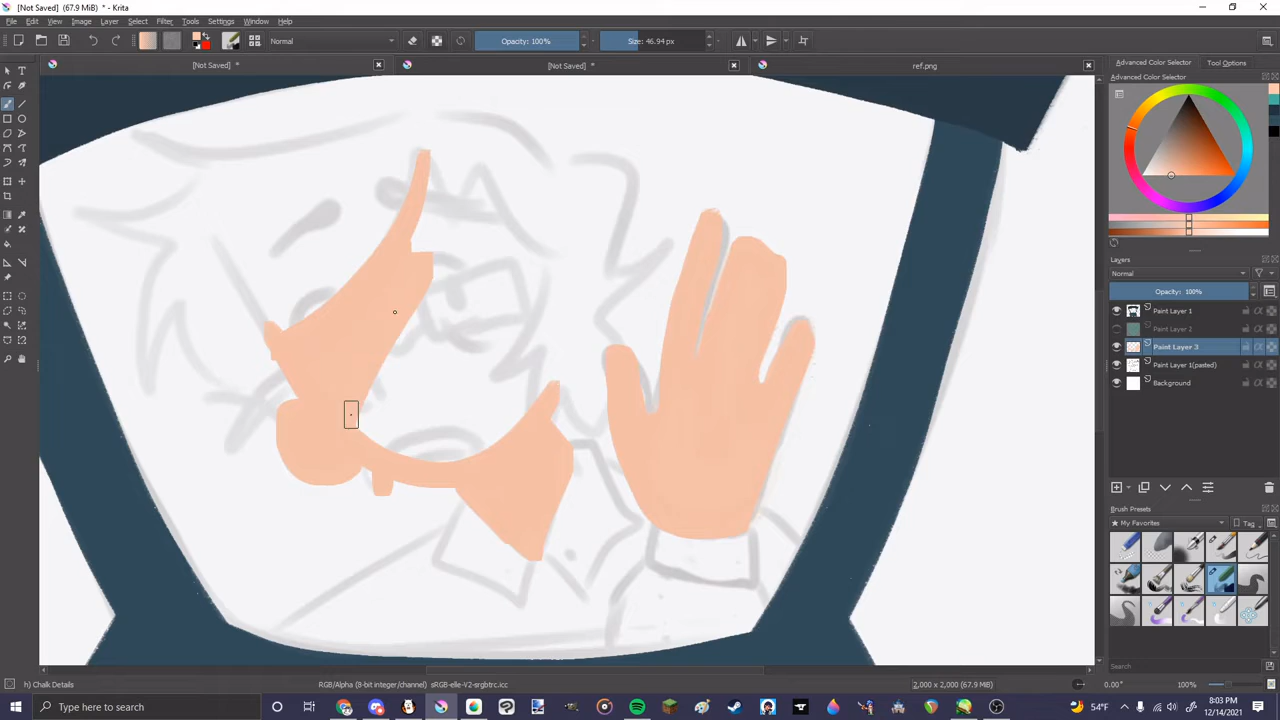 [Not Saved] (67.9 MiB) * - Krita
File Edit View Image Layer Select Filter Tools Settings Window Help
Normal
Opacity: 100%
Size: 46.94 px
[Not Saved] *
[Not Saved] *
ref.png
Advanced Color Selector
Tool Options
Advanced Color Selector
Layers
Normal
Opacity: 100%
Paint Layer 1
Paint Layer 2
Paint Layer 3
Paint Layer 1(pasted)
Background
Brush Presets
My Favorites
Tag
Search
h) Chalk Details
RGB/Alpha (8-bit integer/channel) sRGB-elle-V2-srgbtrc.icc
2,000 x 2,000 (67.9 MiB)
0.00°
100%
Type here to search
54°F
8:03 PM
12/14/2021